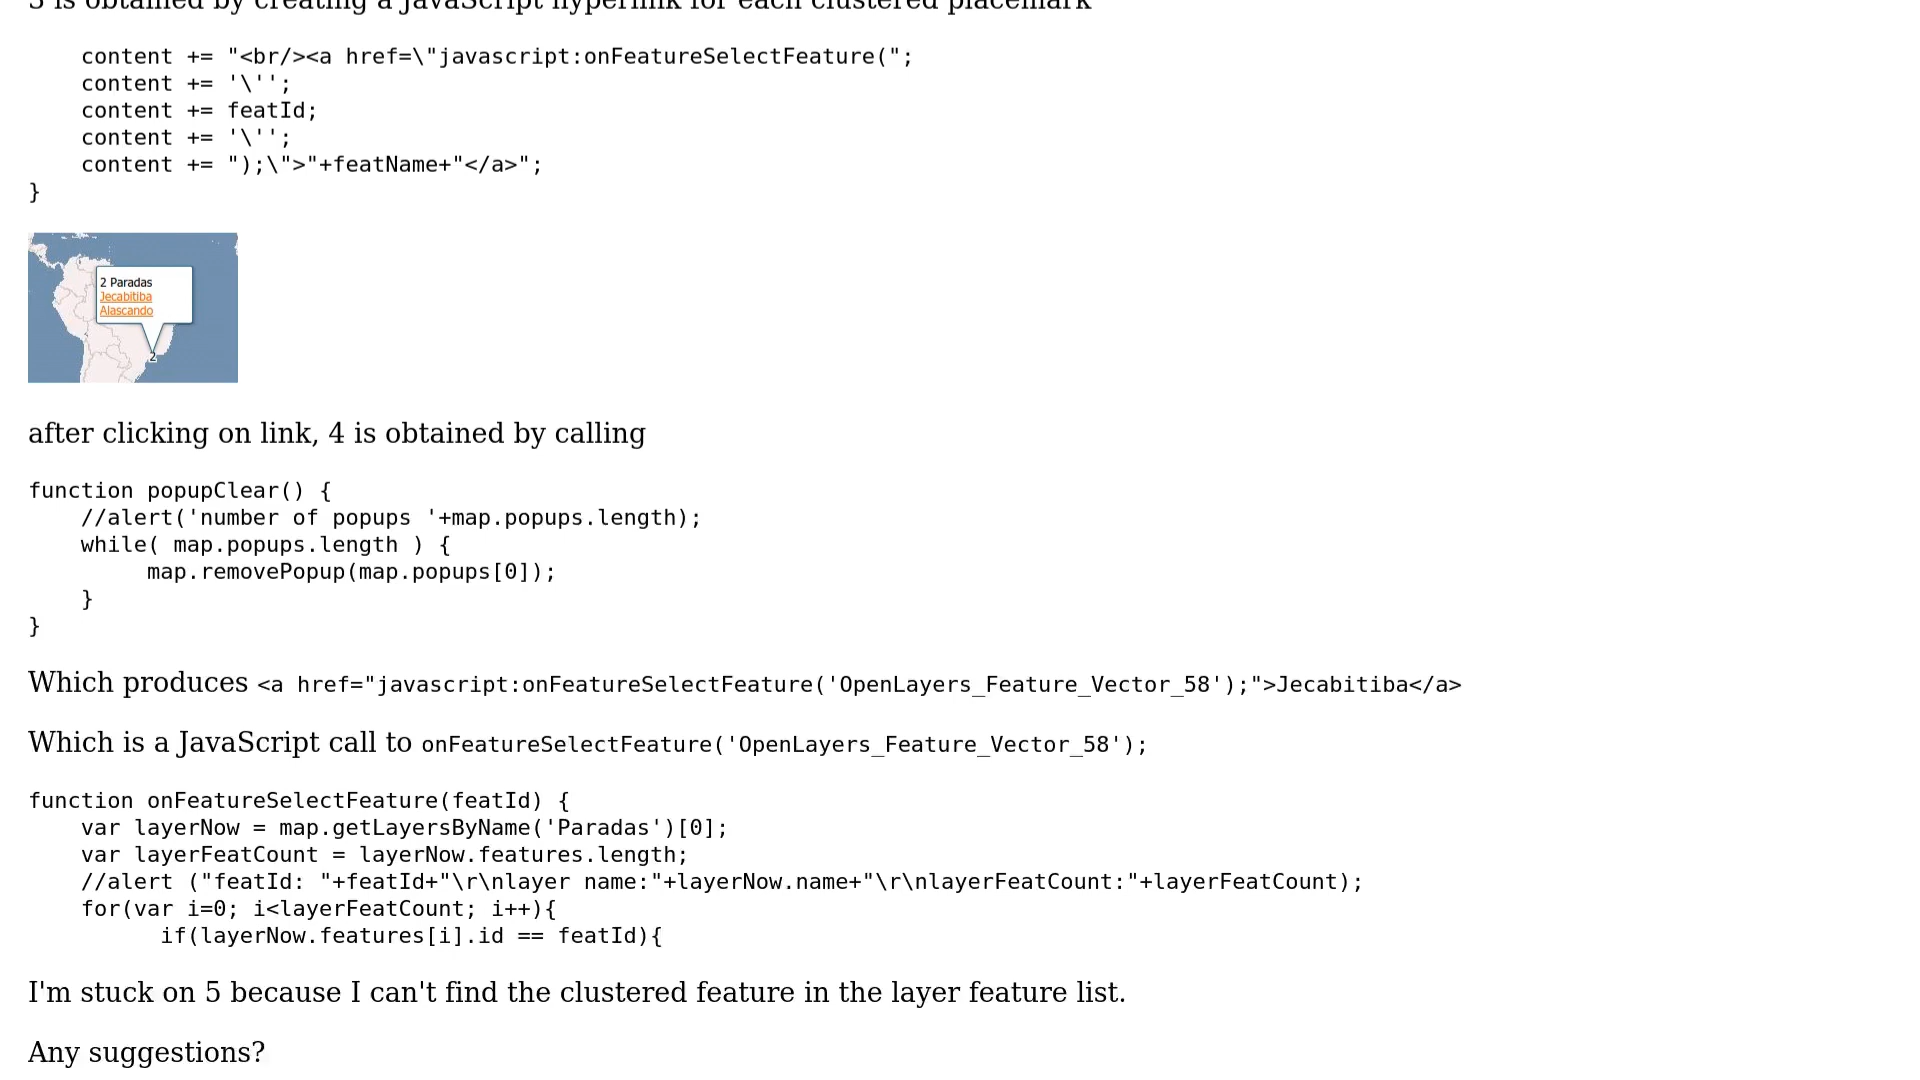 3 is obtained by creating a JavaScript hyperlink for each clustered placemark
content += "<br/><a href=\"javascript:onFeatureSelectFeature(";
content += '\'';
content += featId;
content += '\'';
content += ");\">"+featName+"</a>";
}
2 Paradas
Jecabitiba
Alascando
2
after clicking on link, 4 is obtained by calling
function popupClear() {
//alert('number of popups '+map.popups.length);
while( map.popups.length ) {
map.removePopup(map.popups[0]);
}
}
Which produces <a href="javascript:onFeatureSelectFeature('OpenLayers_Feature_Vector_58');">Jecabitiba</a>
Which is a JavaScript call to onFeatureSelectFeature('OpenLayers_Feature_Vector_58');
function onFeatureSelectFeature(featId) {
var layerNow = map.getLayersByName('Paradas')[0];
var layerFeatCount = layerNow.features.length;
//alert ("featId: "+featId+"\r\nlayer name:"+layerNow.name+"\r\nlayerFeatCount:"+layerFeatCount);
for(var i=0; i<layerFeatCount; i++){
if(layerNow.features[i].id == featId){
I'm stuck on 5 because I can't find the clustered feature in the layer feature list.
Any suggestions?